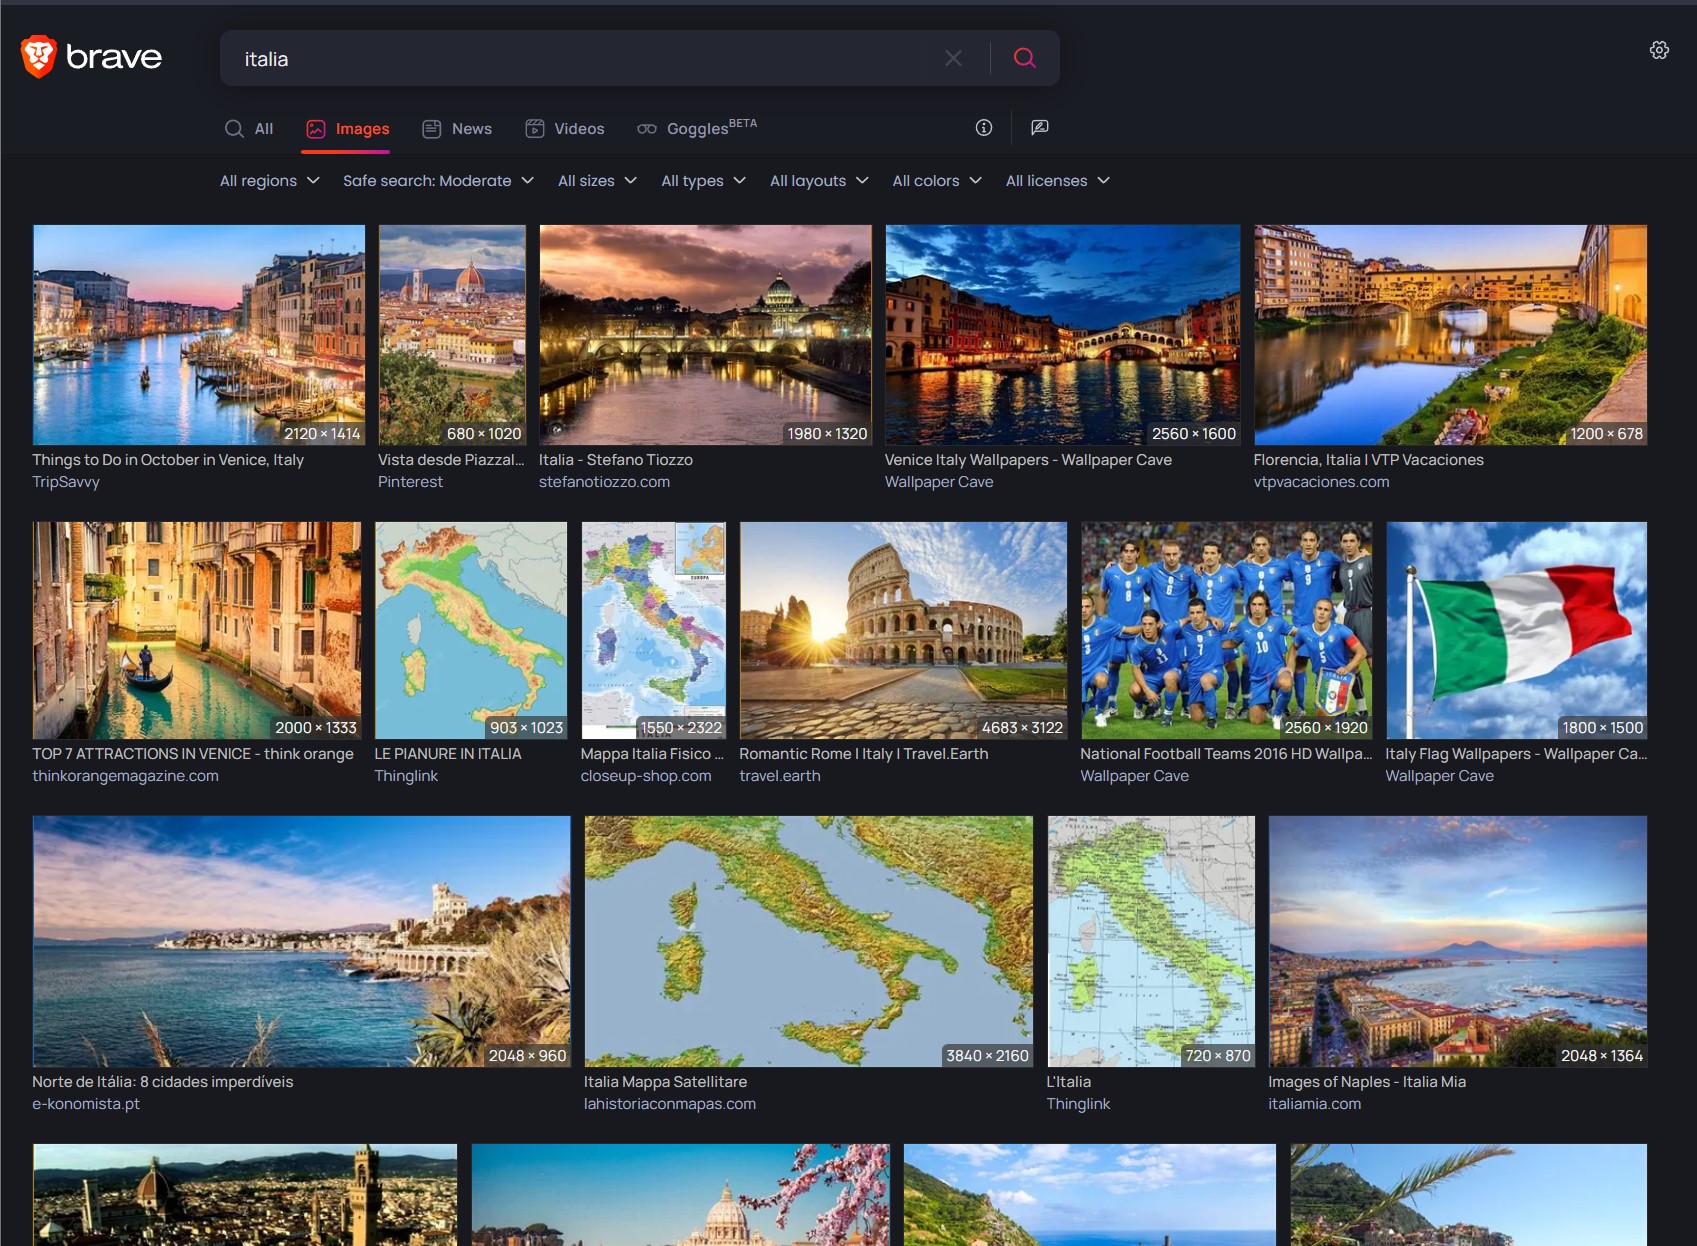 brave
italia
All
Images
News
Videos
Goggles BETA
All regions
Safe search: Moderate
All sizes
All types
All layouts
All colors
All licenses
2120 × 1414
680 × 1020
1980 × 1320
2560 × 1600
1200 × 678
Things to Do in October in Venice, Italy
TripSavvy
Vista desde Piazzal...
Pinterest
Italia - Stefano Tiozzo
stefanotiozzo.com
Venice Italy Wallpapers - Wallpaper Cave
Wallpaper Cave
Florencia, Italia | VTP Vacaciones
vtpvacaciones.com
EUROPA
2000 × 1333
903 × 1023
1550 × 2322
4683 × 3122
2560 × 1920
1800 × 1500
TOP 7 ATTRACTIONS IN VENICE - think orange
thinkorangemagazine.com
LE PIANURE IN ITALIA
Thinglink
Mappa Italia Fisico ...
closeup-shop.com
Romantic Rome | Italy | Travel.Earth
travel.earth
National Football Teams 2016 HD Wallpa...
Wallpaper Cave
Italy Flag Wallpapers - Wallpaper Ca...
Wallpaper Cave
2048 × 960
3840 × 2160
720 × 870
2048 × 1364
Norte de Itália: 8 cidades imperdíveis
e-konomista.pt
Italia Mappa Satellitare
lahistoriaconmapas.com
L'Italia
Thinglink
Images of Naples - Italia Mia
italiamia.com